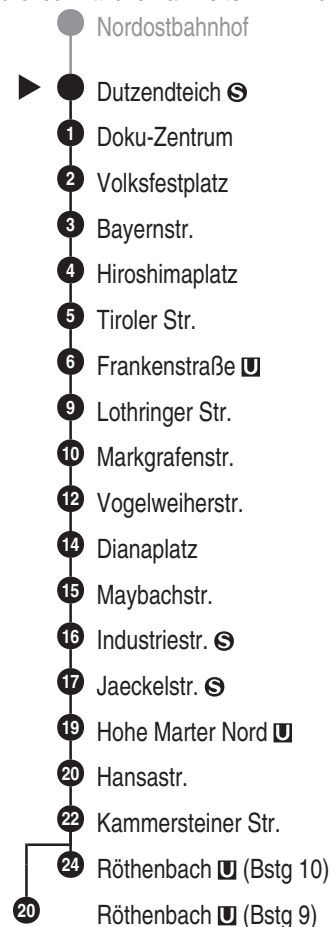 Nordostbahnhof
Dutzendteich S
1 Doku-Zentrum
2 Volksfestplatz
3 Bayernstr.
4 Hiroshimaplatz
5 Tiroler Str.
6 Frankenstraße U
9 Lothringer Str.
10 Markgrafenstr.
12 Vogelweiherstr.
14 Dianaplatz
15 Maybachstr.
16 Industriestr. S
17 Jaeckelstr. S
19 Hohe Marter Nord U
20 Hansastr.
22 Kammersteiner Str.
24 Röthenbach U (Bstg 10)
20 Röthenbach U (Bstg 9)